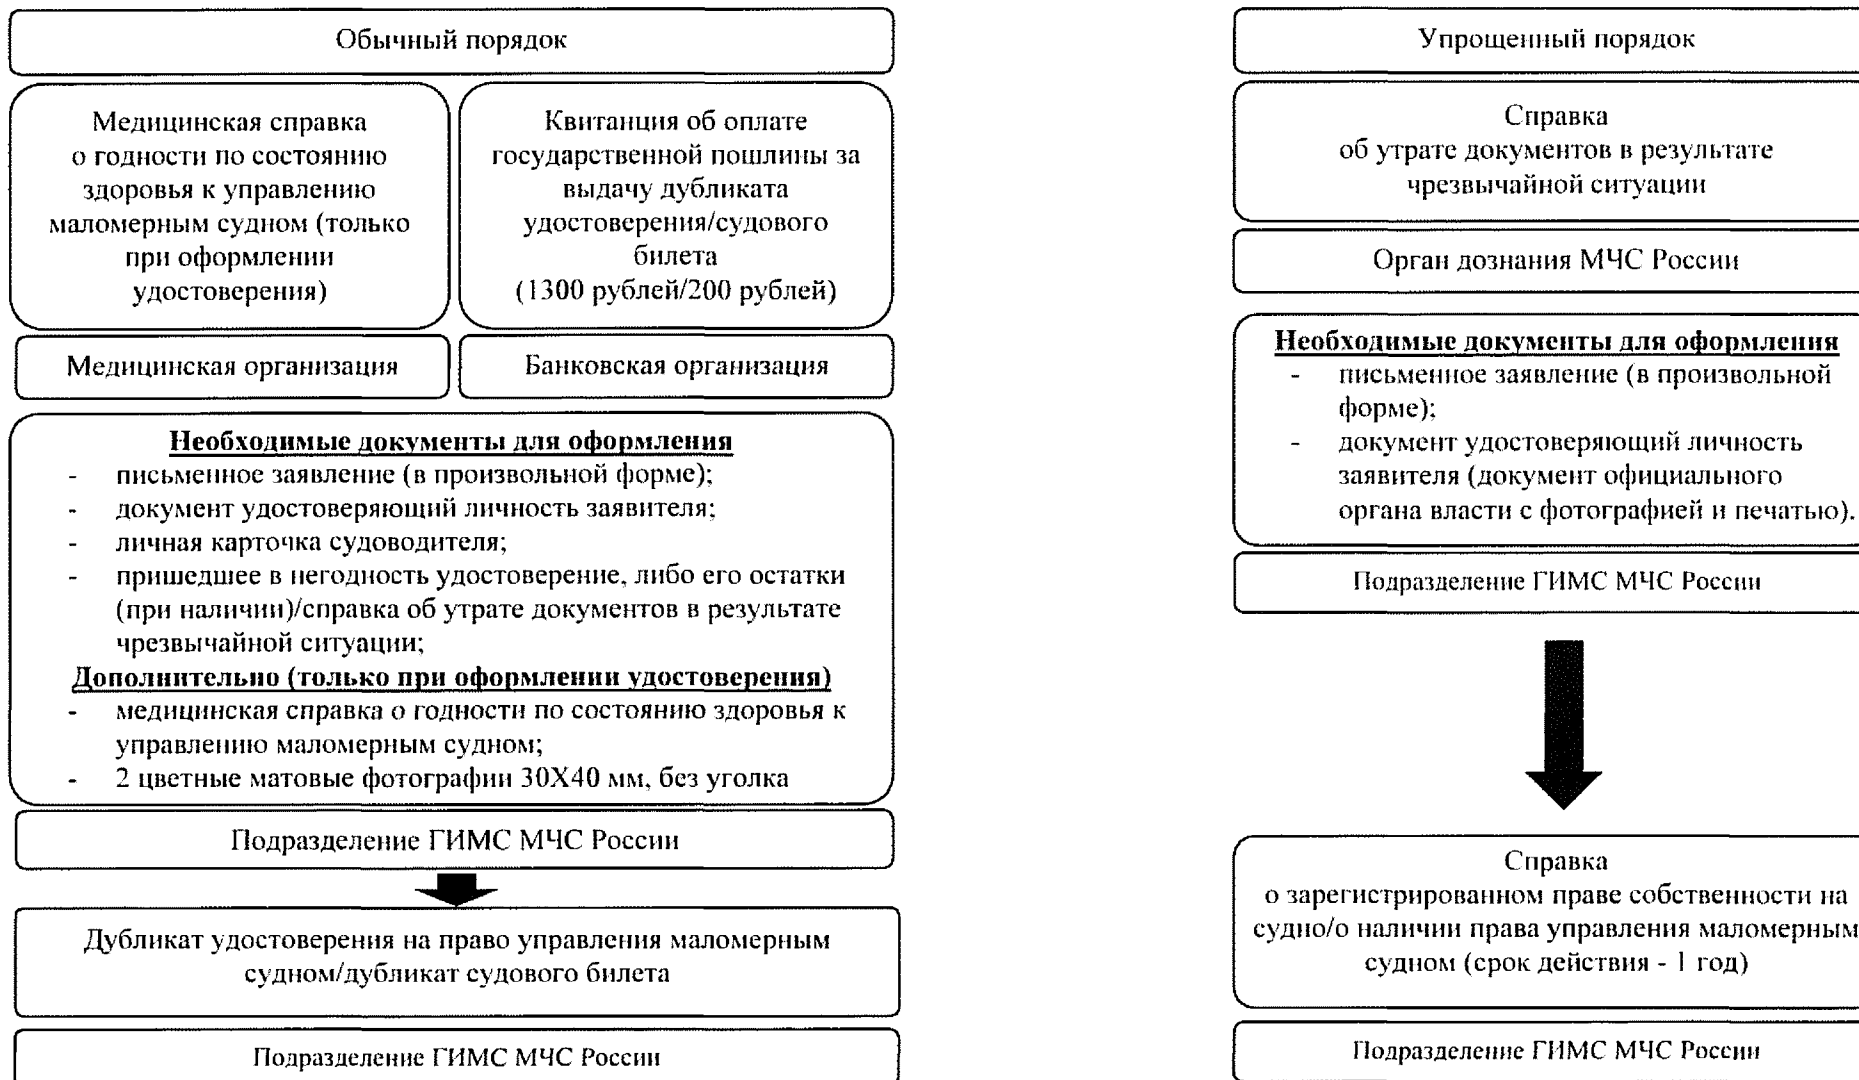 Обычный порядок
Медицинская справка
о годности по состоянию
здоровья к управлению
маломерным судном (только
при оформлении
удостоверения)
Квитанция об оплате
государственной пошлины за
выдачу дубликата
удостоверения/судового
билета
(1300 рублей/200 рублей)
Медицинская организация
Банковская организация
Необходимые документы для оформления
- письменное заявление (в произвольной форме);
- документ удостоверяющий личность заявителя;
- личная карточка судоводителя;
- пришедшее в негодность удостоверение, либо его остатки
(при наличии)/справка об утрате документов в результате
чрезвычайной ситуации;
Дополнительно (только при оформлении удостоверения)
- медицинская справка о годности по состоянию здоровья к
управлению маломерным судном;
- 2 цветные матовые фотографии 30Х40 мм, без уголка
Подразделение ГИМС МЧС России
Дубликат удостоверения на право управления маломерным
судном/дубликат судового билета
Подразделение ГИМС МЧС России
Упрощенный порядок
Справка
об утрате документов в результате
чрезвычайной ситуации
Орган дознания МЧС России
Необходимые документы для оформления
- письменное заявление (в произвольной
форме);
- документ удостоверяющий личность
заявителя (документ официального
органа власти с фотографией и печатью).
Подразделение ГИМС МЧС России
Справка
о зарегистрированном праве собственности на
судно/о наличии права управления маломерным
судном (срок действия - 1 год)
Подразделение ГИМС МЧС России